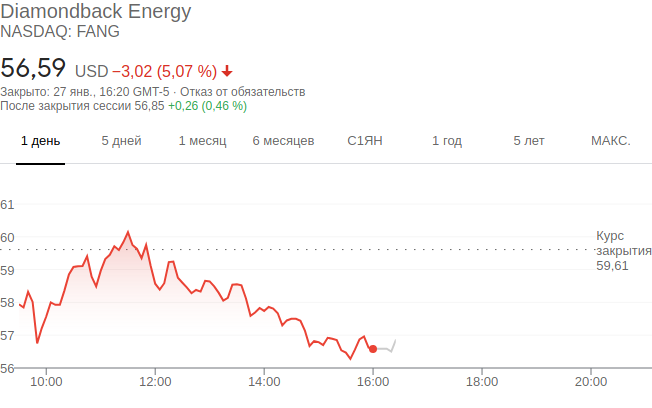 Diamondback Energy
NASDAQ: FANG
56,59 USD −3,02 (5,07 %)
Закрыто: 27 янв., 16:20 GMT-5 · Отказ от обязательств
После закрытия сессии 56,85 +0,26 (0,46 %)
1 день 5 дней 1 месяц 6 месяцев С1ЯН 1 год 5 лет МАКС.
61
60
59
58
57
56
Курс
закрытия
59,61
10:00 12:00 14:00 16:00 18:00 20:00